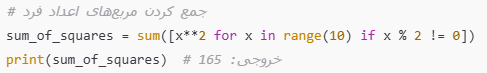 # جمع کردن مربع‌های اعداد فرد
sum_of_squares = sum([x**2 for x in range(10) if x % 2 != 0])
print(sum_of_squares)  # خروجی: 165